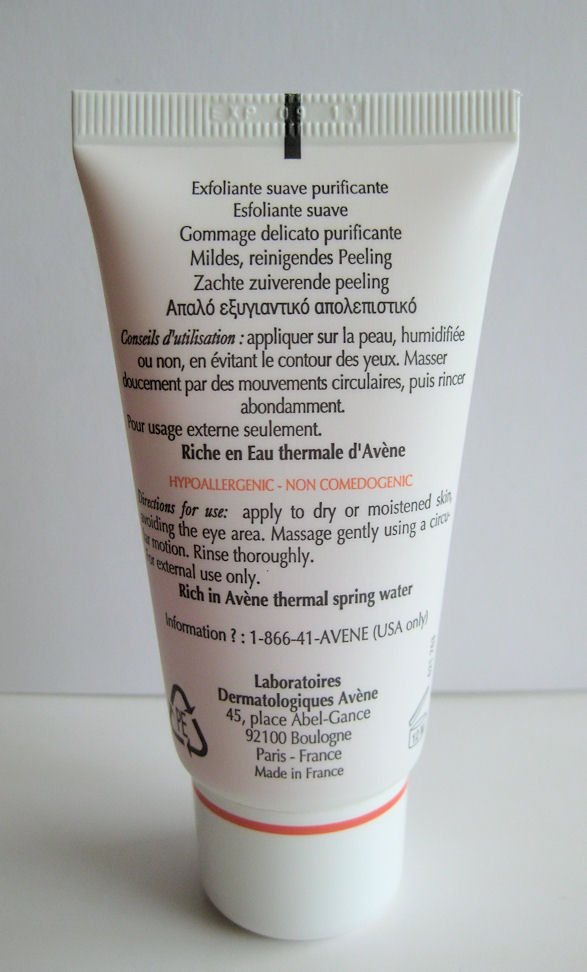 EXP 09 13
Exfoliante suave purificante
Esfoliante suave
Gommage delicato purificante
Mildes, reinigendes Peeling
Zachte zuiverende peeling
Απαλό εξυγιαντικό απολεπιστικό
Conseils d'utilisation : appliquer sur la peau, humidifiée
ou non, en évitant le contour des yeux. Masser
doucement par des mouvements circulaires, puis rincer
abondamment.
Pour usage externe seulement.
Riche en Eau thermale d'Avène
HYPOALLERGENIC - NON COMEDOGENIC
Directions for use: apply to dry or moistened skin,
avoiding the eye area. Massage gently using a circu-
lar motion. Rinse thoroughly.
For external use only.
Rich in Avène thermal spring water
Information ? : 1-866-41-AVENE (USA only)
Laboratoires
Dermatologiques Avène
45, place Abel-Gance
92100 Boulogne
Paris - France
Made in France
PE